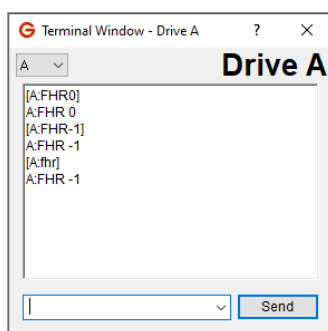 Terminal Window - Drive A
A
Drive A
[A:FHR0]
A:FHR 0
[A:FHR-1]
A:FHR -1
[A:fhr]
A:FHR -1
Send